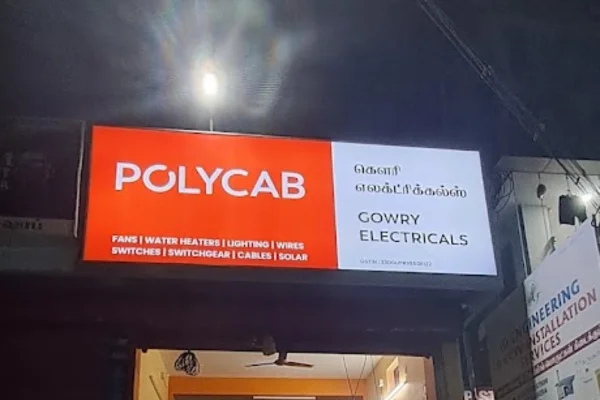 POLYCAB
FANS | WATER HEATERS | LIGHTING | WIRES
SWITCHES | SWITCHGEAR | CABLES | SOLAR
கௌரி
எலக்ட்ரிக்கல்ஸ்
GOWRY
ELECTRICALS
ENGINEERING
INSTALLATION
SERVICES